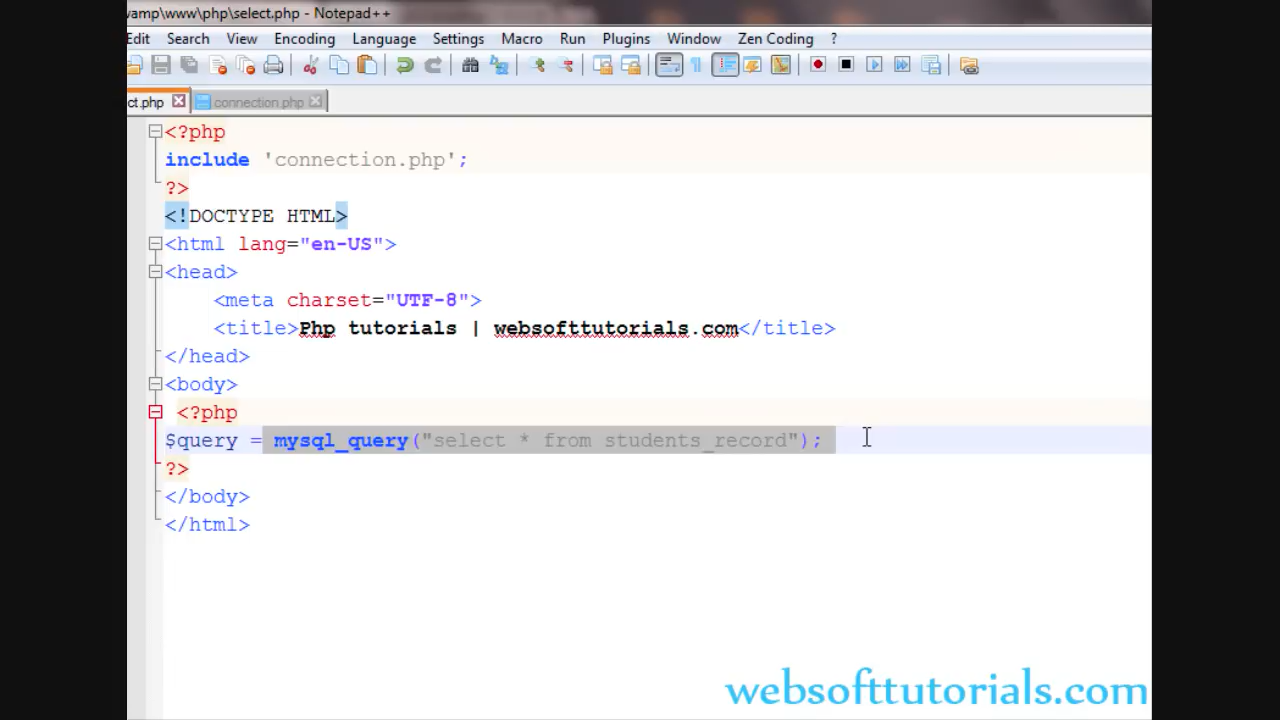 wamp\www\php\select.php - Notepad++
Edit Search View Encoding Language Settings Macro Run Plugins Window Zen Coding ?
ct.php connection.php
<?php
include 'connection.php';
?>
<!DOCTYPE HTML>
<html lang="en-US">
<head>
<meta charset="UTF-8">
<title>Php tutorials | websofttutorials.com</title>
</head>
<body>
<?php
$query = mysql_query("select * from students_record");
?>
</body>
</html>
websofttutorials.com